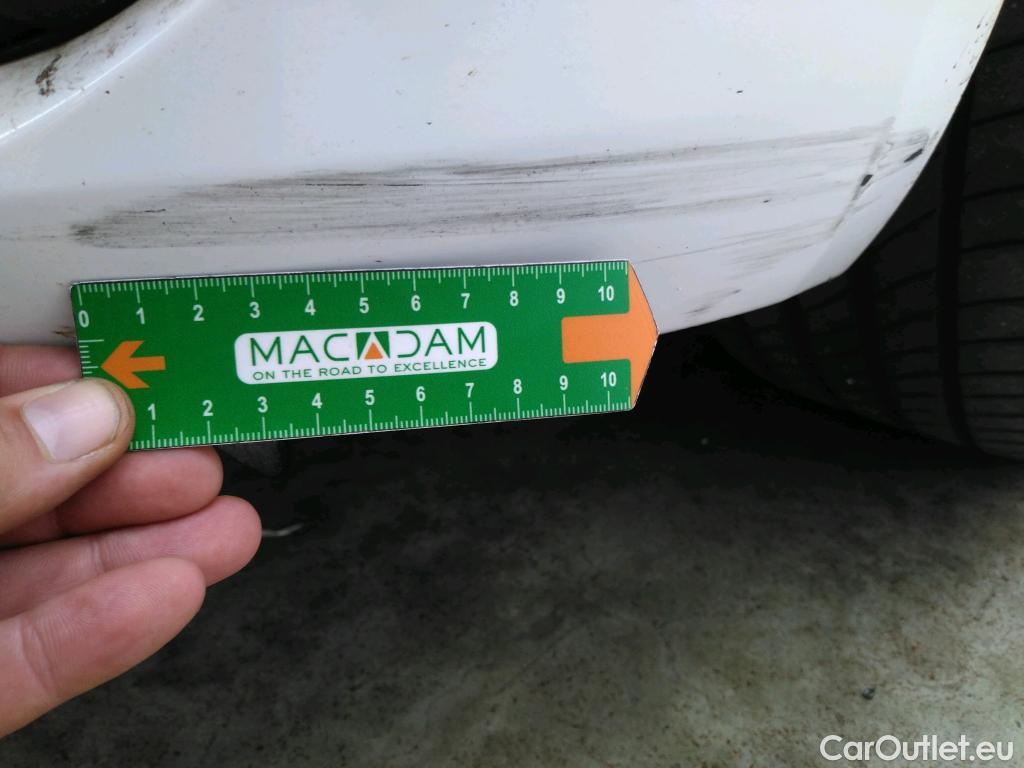 0 1 2 3 4 5 6 7 8 9 10
MACADAM
ON THE ROAD TO EXCELLENCE
1 2 3 4 5 6 7 8 9 10
CarOutlet.eu